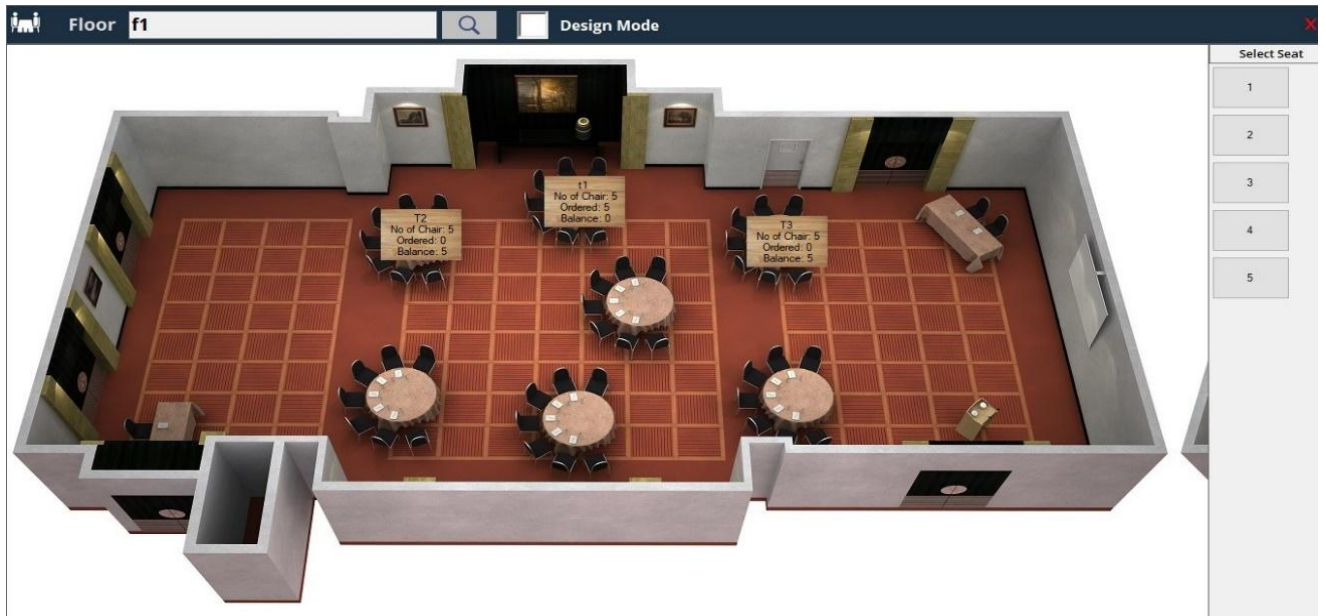 Floor f1 Design Mode X
Select Seat
1
2
3
4
5
t1
No of Chair: 5
Ordered: 5
Balance: 0
T2
No of Chair: 5
Ordered: 0
Balance: 5
T3
No of Chair: 5
Ordered: 0
Balance: 5